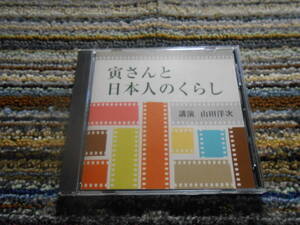 寅さんと
日本人のくらし
講演 山田洋次